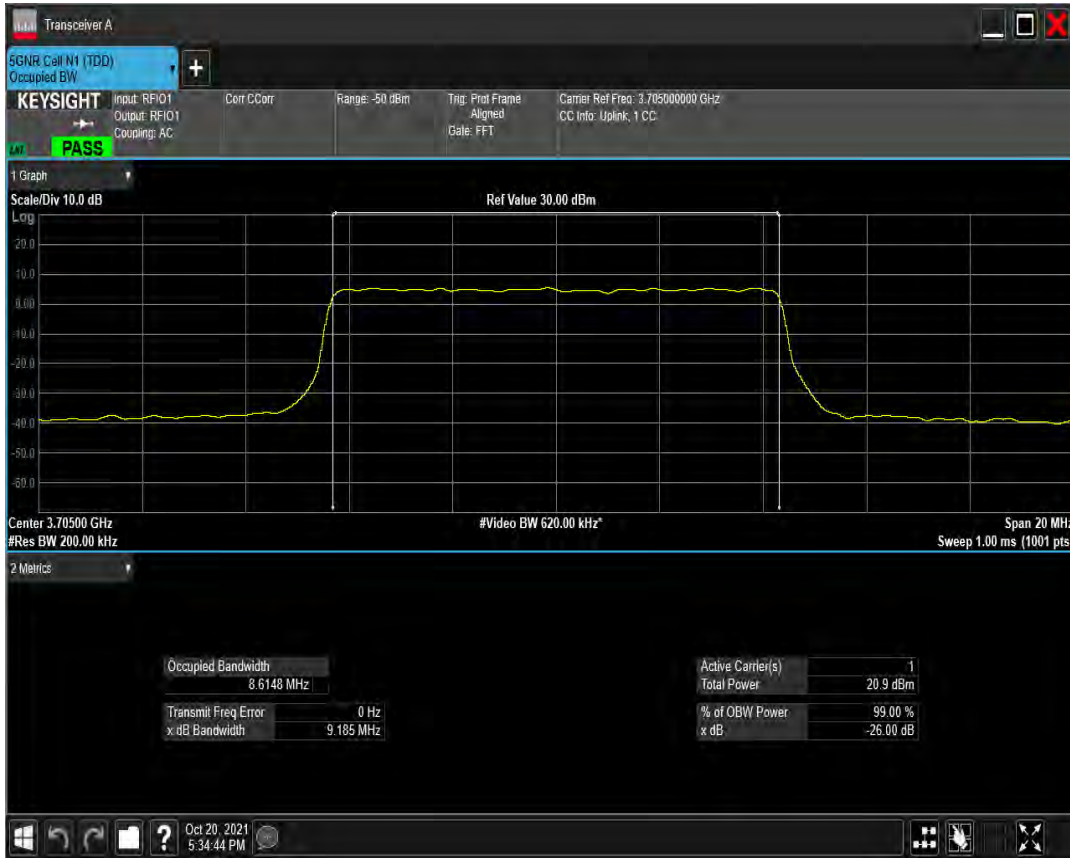 Transceiver A
5GNR Cell N1 (TDD)
Occupied BW
+
KEYSIGHT
Input: RFIO1
Output: RFIO1
Coupling: AC
Corr CCorr
Range: -50 dBm
Trig: Prot Frame
Aligned
Gate: FFT
Carrier Ref Freq: 3.705000000 GHz
CC Info: Uplink, 1 CC
PASS
1 Graph
Scale/Div 10.0 dB
Ref Value 30.00 dBm
Log
20.0
10.0
0.00
-10.0
-20.0
-30.0
-40.0
-50.0
-60.0
Center 3.70500 GHz
#Video BW 620.00 kHz*
Span 20 MHz
#Res BW 200.00 kHz
Sweep 1.00 ms (1001 pts
2 Metrics
Occupied Bandwidth
8.6148 MHz
Transmit Freq Error 0 Hz
x dB Bandwidth 9.185 MHz
Active Carrier(s) 1
Total Power 20.9 dBm
% of OBW Power 99.00 %
x dB -26.00 dB
?
Oct 20, 2021
5:34:44 PM